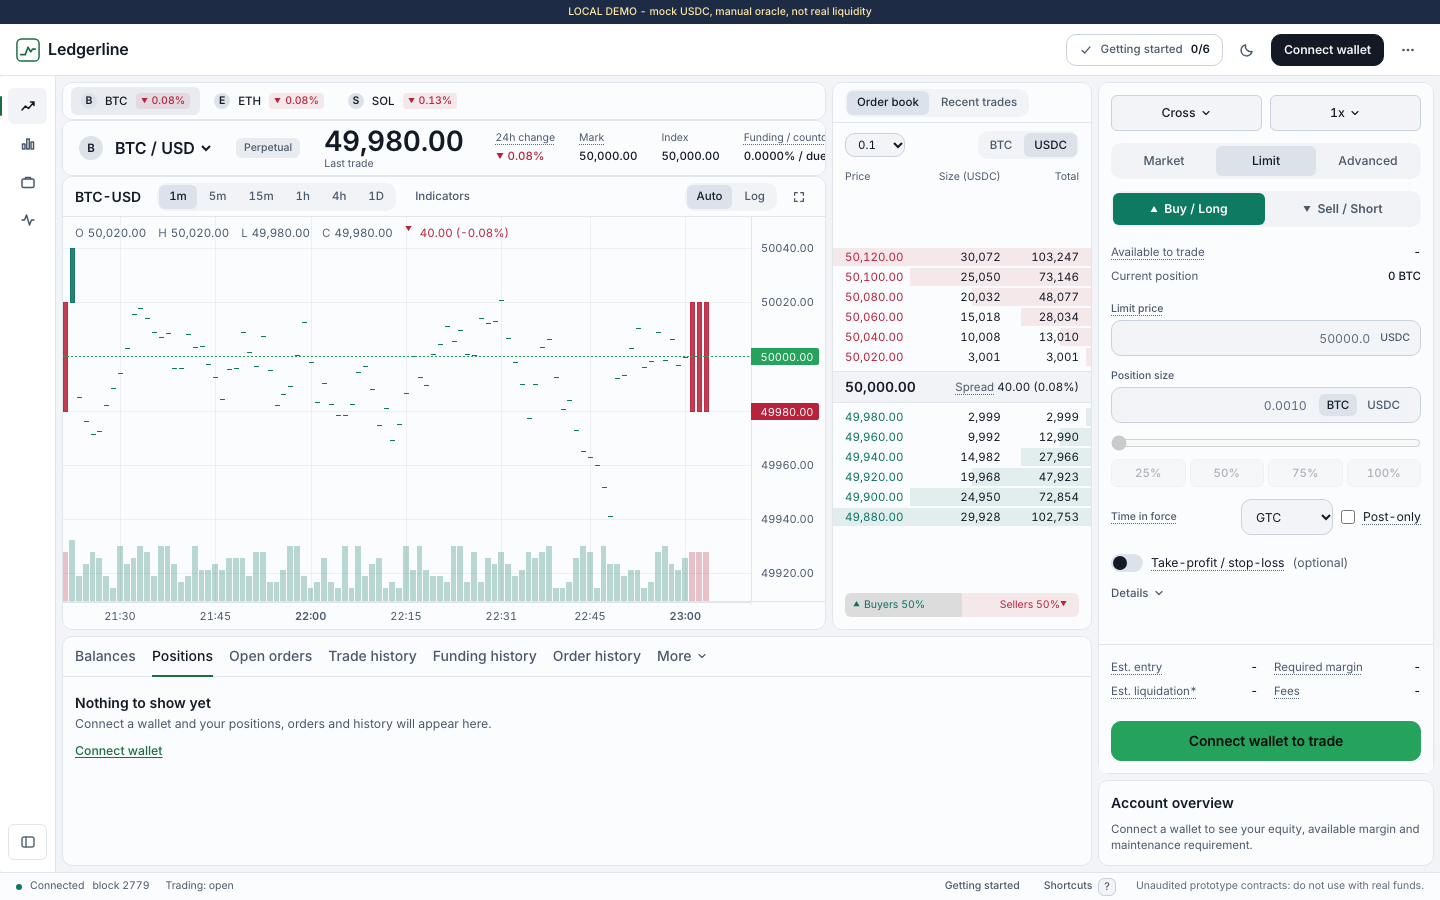 LOCAL DEMO - mock USDC, manual oracle, not real liquidity
Ledgerline
Getting started 0/6
Connect wallet
B BTC 0.08%
E ETH 0.08%
S SOL 0.13%
B BTC / USD
Perpetual
49,980.00
Last trade
24h change
0.08%
Mark
50,000.00
Index
50,000.00
Funding /
0.0000% / due
BTC-USD
1m 5m 15m 1h 4h 1D
Indicators
Auto Log
O 50,020.00 H 50,020.00 L 49,980.00 C 49,980.00 40.00 (-0.08%)
50040.00
50020.00
50000.00
49980.00
49960.00
49940.00
49920.00
21:30 21:45 22:00 22:15 22:31 22:45 23:00
Order book Recent trades
0.1
BTC USDC
Price Size (USDC) Total
50,120.00 30,072 103,247
50,100.00 25,050 73,146
50,080.00 20,032 48,077
50,060.00 15,018 28,034
50,040.00 10,008 13,010
50,020.00 3,001 3,001
50,000.00 Spread 40.00 (0.08%)
49,980.00 2,999 2,999
49,960.00 9,992 12,990
49,940.00 14,982 27,966
49,920.00 19,968 47,923
49,900.00 24,950 72,854
49,880.00 29,928 102,753
Buyers 50% Sellers 50%
Cross 1x
Market Limit Advanced
Buy / Long Sell / Short
Available to trade -
Current position 0 BTC
Limit price
50000.0 USDC
Position size
0.0010 BTC USDC
25% 50% 75% 100%
Time in force GTC Post-only
Take-profit / stop-loss (optional)
Details
Est. entry - Required margin -
Est. liquidation* - Fees -
Connect wallet to trade
Account overview
Connect a wallet to see your equity, available margin and
maintenance requirement.
Balances Positions Open orders Trade history Funding history Order history More
Nothing to show yet
Connect a wallet and your positions, orders and history will appear here.
Connect wallet
Connected block 2779 Trading: open
Getting started Shortcuts ? Unaudited prototype contracts: do not use with real funds.